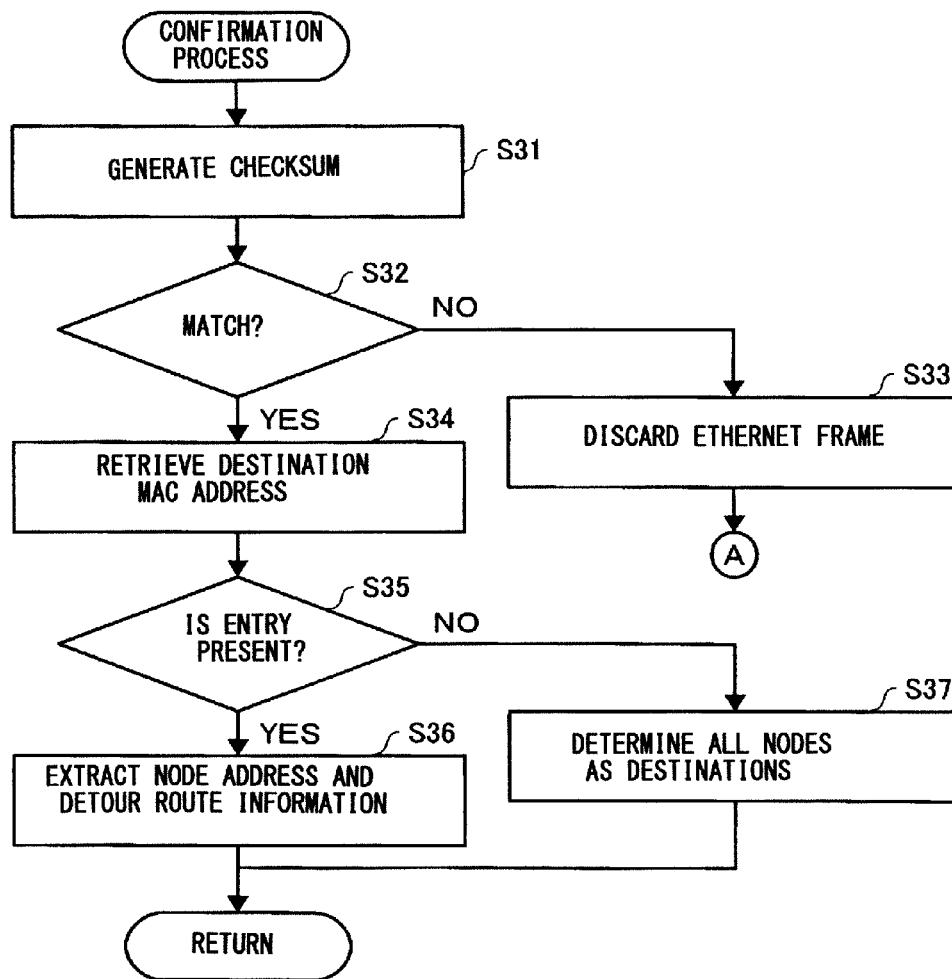 CONFIRMATION
PROCESS
GENERATE CHECKSUM
S31
S32
MATCH?
NO
YES
S33
DISCARD ETHERNET FRAME
A
S34
RETRIEVE DESTINATION
MAC ADDRESS
S35
IS ENTRY
PRESENT?
NO
YES
S36
EXTRACT NODE ADDRESS AND
DETOUR ROUTE INFORMATION
S37
DETERMINE ALL NODES
AS DESTINATIONS
RETURN